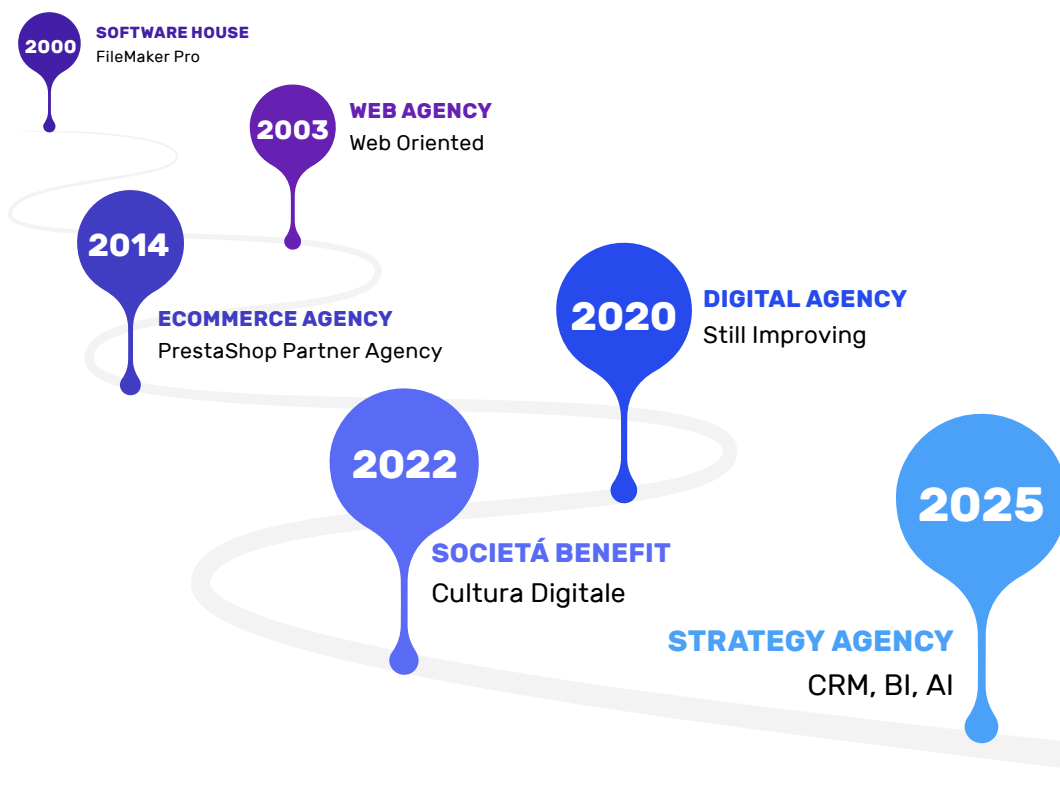 2000
SOFTWARE HOUSE
FileMaker Pro
2003
WEB AGENCY
Web Oriented
2014
ECOMMERCE AGENCY
PrestaShop Partner Agency
2020
DIGITAL AGENCY
Still Improving
2022
SOCIETÁ BENEFIT
Cultura Digitale
2025
STRATEGY AGENCY
CRM, BI, AI